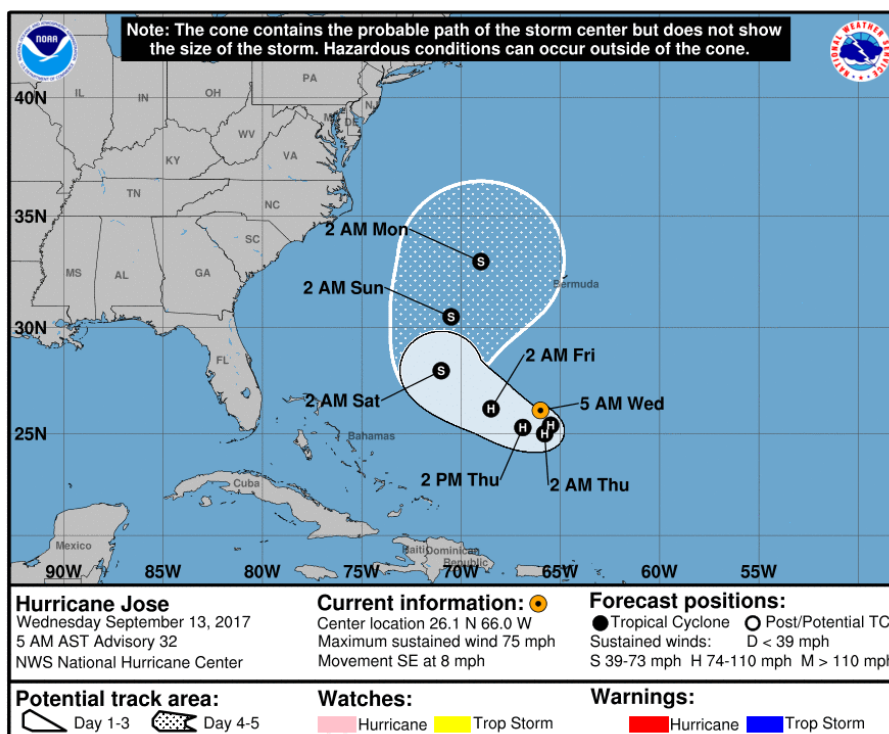 Note: The cone contains the probable path of the storm center but does not show
the size of the storm. Hazardous conditions can occur outside of the cone.
NOAA
NATIONAL WEATHER SERVICE
40N
35N
30N
25N
IL
IN
OH
PA
NJ
DE
WV
KY
VA
TN
NC
SC
MS
AL
GA
FL
2 AM Mon
S
Bermuda
2 AM Sun
S
2 AM Fri
S
2 AM Sat
H
5 AM Wed
H
H
H
2 PM Thu
2 AM Thu
Bahamas
Cuba
Mexico
Haiti
Dominican
Republic
90W
85W
80W
75W
70W
65W
60W
55W
Hurricane Jose
Wednesday September 13, 2017
5 AM AST Advisory 32
NWS National Hurricane Center
Current information:
Center location 26.1 N 66.0 W
Maximum sustained wind 75 mph
Movement SE at 8 mph
Forecast positions:
Tropical Cyclone Post/Potential TC
Sustained winds: D < 39 mph
S 39-73 mph H 74-110 mph M > 110 mph
Potential track area:
Day 1-3 Day 4-5
Watches:
Hurricane Trop Storm
Warnings:
Hurricane Trop Storm